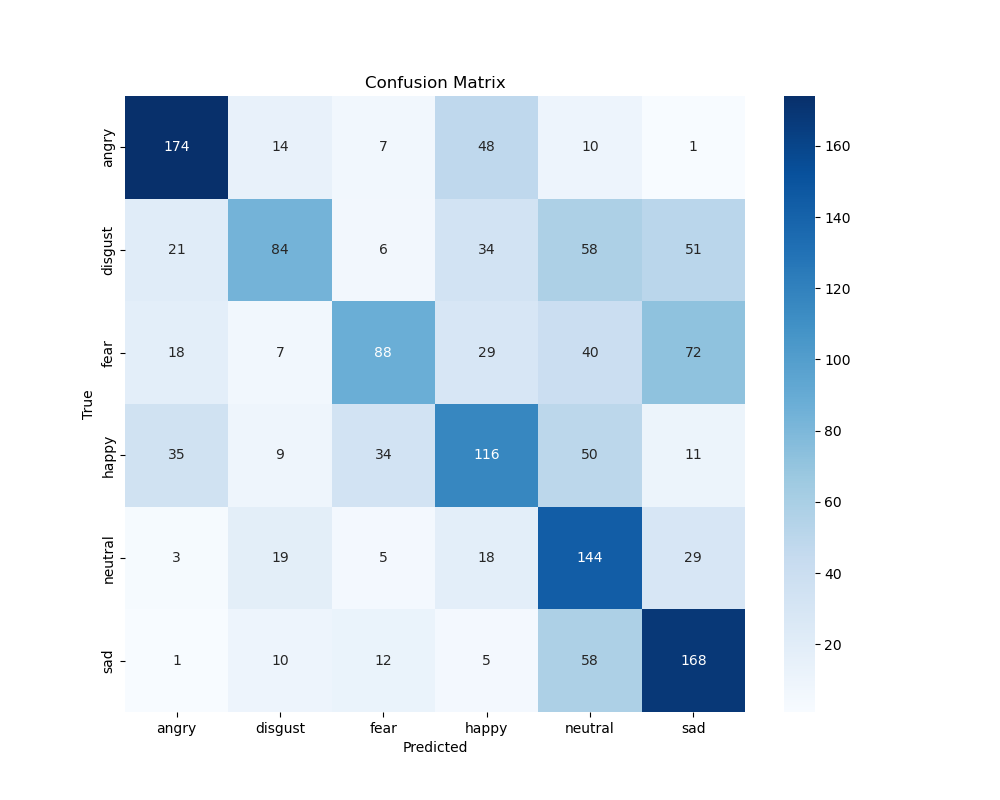 Confusion Matrix
angry 174 14 7 48 10 1
disgust 21 84 6 34 58 51
fear 18 7 88 29 40 72
happy 35 9 34 116 50 11
neutral 3 19 5 18 144 29
sad 1 10 12 5 58 168
angry disgust fear happy neutral sad
Predicted
True
160
140
120
100
80
60
40
20